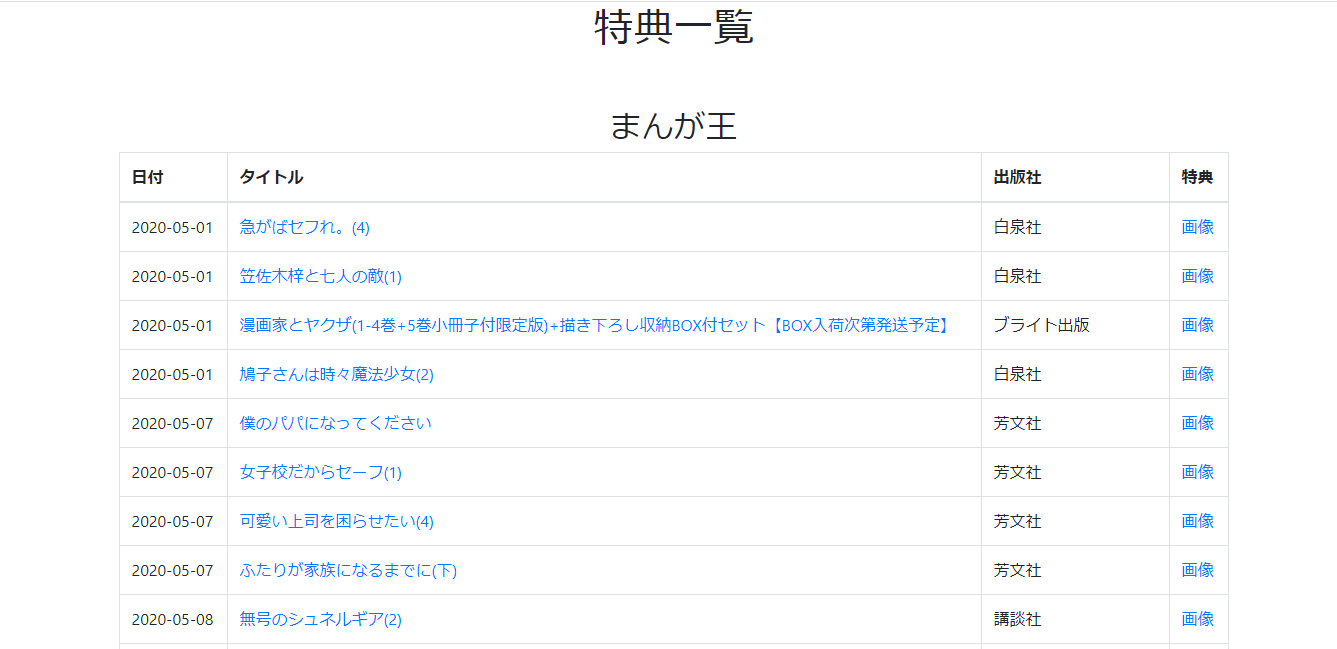 特典一覧
まんが王
日付 タイトル 出版社 特典
2020-05-01 急がばセフれ。(4) 白泉社 画像
2020-05-01 笠佐木梓と七人の敵(1) 白泉社 画像
2020-05-01 漫画家とヤクザ(1-4巻+5巻小冊子付限定版)+描き下ろし収納BOX付セット【BOX入荷次第発送予定】 ブライト出版 画像
2020-05-01 鳩子さんは時々魔法少女(2) 白泉社 画像
2020-05-07 僕のパパになってください 芳文社 画像
2020-05-07 女子校だからセーフ(1) 芳文社 画像
2020-05-07 可愛い上司を困らせたい(4) 芳文社 画像
2020-05-07 ふたりが家族になるまでに(下) 芳文社 画像
2020-05-08 無号のシュネルギア(2) 講談社 画像